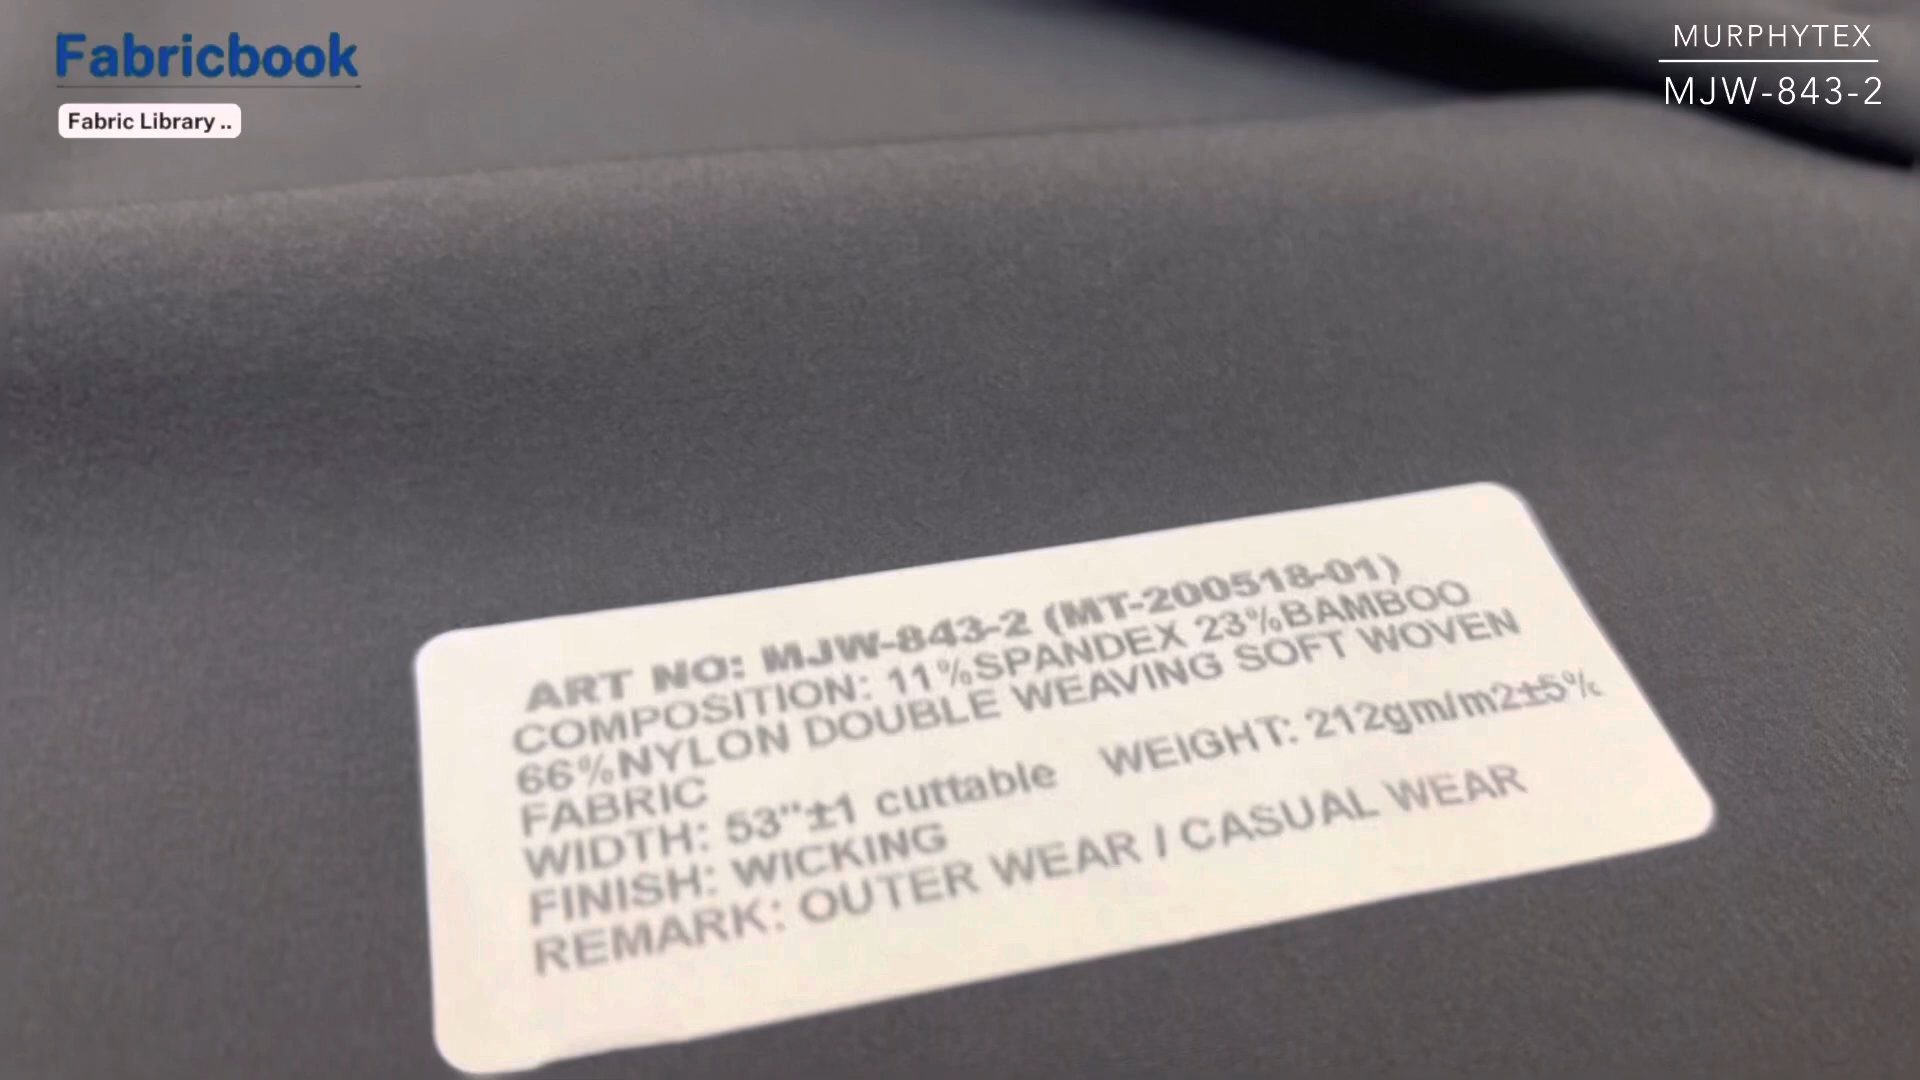 Fabricbook
Fabric Library ..
MURPHYTEX
MJW-843-2
ART NO: MJW-843-2 (MT-200518-01)
COMPOSITION: 11%SPANDEX 23%BAMBOO
66%NYLON DOUBLE WEAVING SOFT WOVEN
FABRIC
WIDTH: 53"±1 cuttable WEIGHT: 212gm/m2±5%
FINISH: WICKING
REMARK: OUTER WEAR / CASUAL WEAR